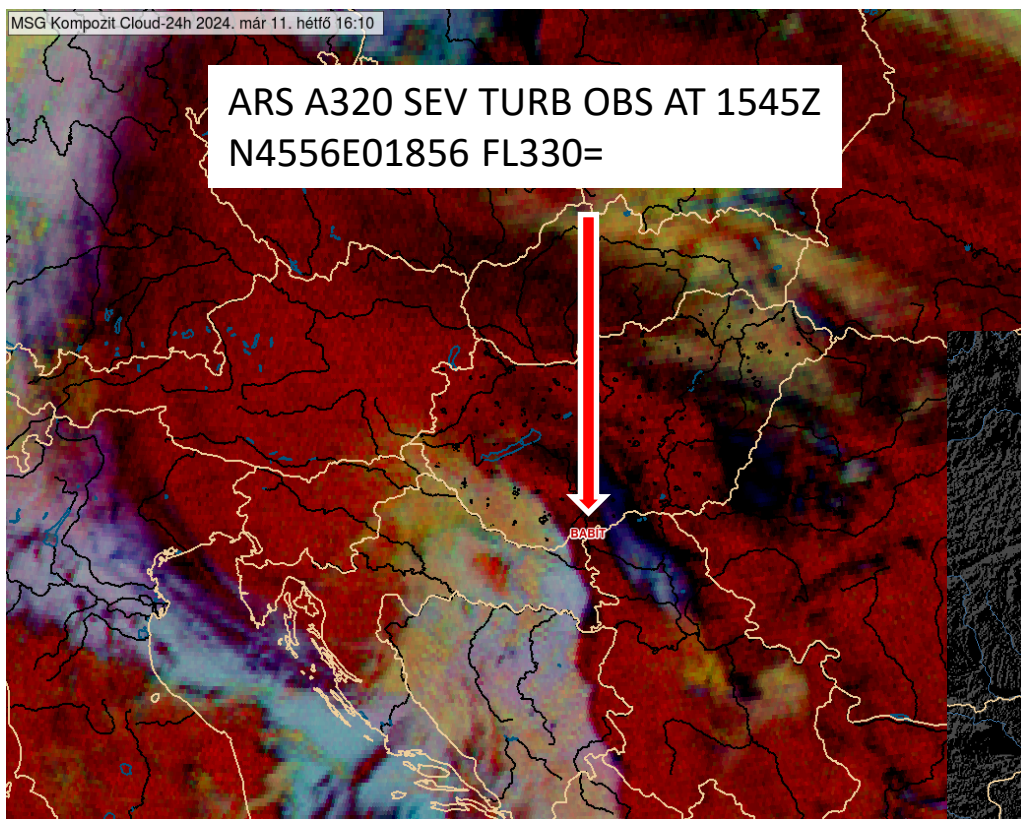 MSG Kompozit Cloud-24h 2024. már 11. hétfő 16:10
ARS A320 SEV TURB OBS AT 1545Z
N4556E01856 FL330=
BABÍT